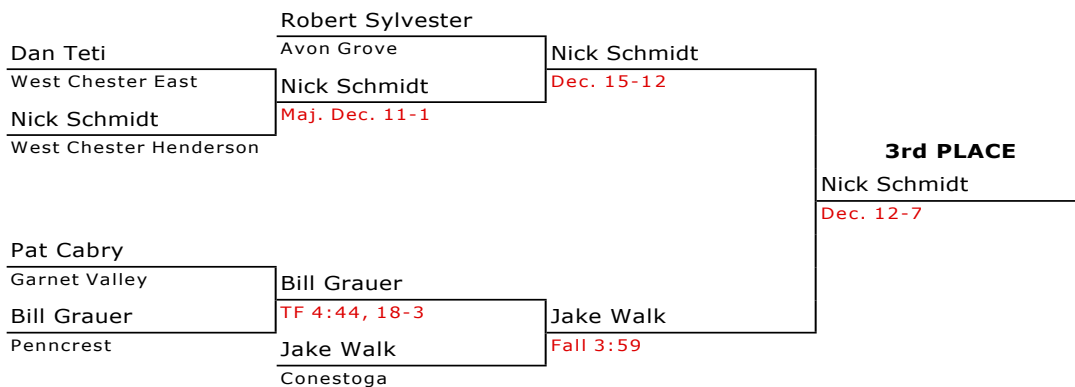 Robert Sylvester
Dan Teti
Avon Grove
Nick Schmidt
West Chester East
Nick Schmidt
Dec. 15-12
Nick Schmidt
Maj. Dec. 11-1
West Chester Henderson
3rd PLACE
Nick Schmidt
Dec. 12-7
Pat Cabry
Garnet Valley
Bill Grauer
Bill Grauer
TF 4:44, 18-3
Jake Walk
Penncrest
Jake Walk
Fall 3:59
Conestoga